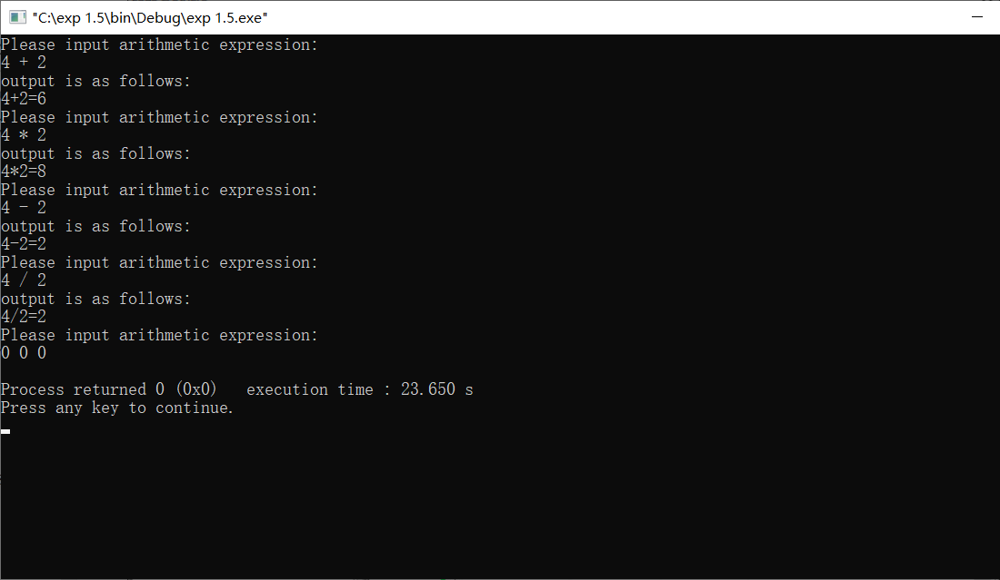 "C:\exp 1.5\bin\Debug\exp 1.5.exe"
Please input arithmetic expression:
4 + 2
output is as follows:
4+2=6
Please input arithmetic expression:
4 * 2
output is as follows:
4*2=8
Please input arithmetic expression:
4 - 2
output is as follows:
4-2=2
Please input arithmetic expression:
4 / 2
output is as follows:
4/2=2
Please input arithmetic expression:
0 0 0
Process returned 0 (0x0)   execution time : 23.650 s
Press any key to continue.